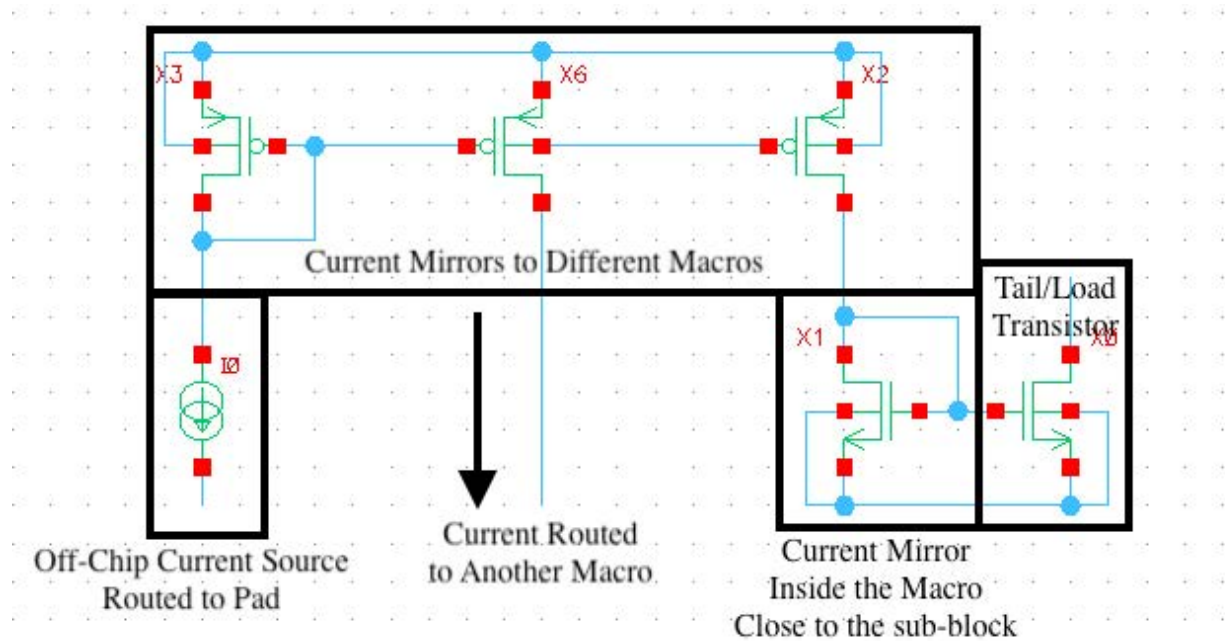 X3
X6
X2
Current Mirrors to Different Macros
Tail/Load
Transistor
X1
Current Routed
to Another Macro
Off-Chip Current Source
Routed to Pad
Current Mirror
Inside the Macro
Close to the sub-block